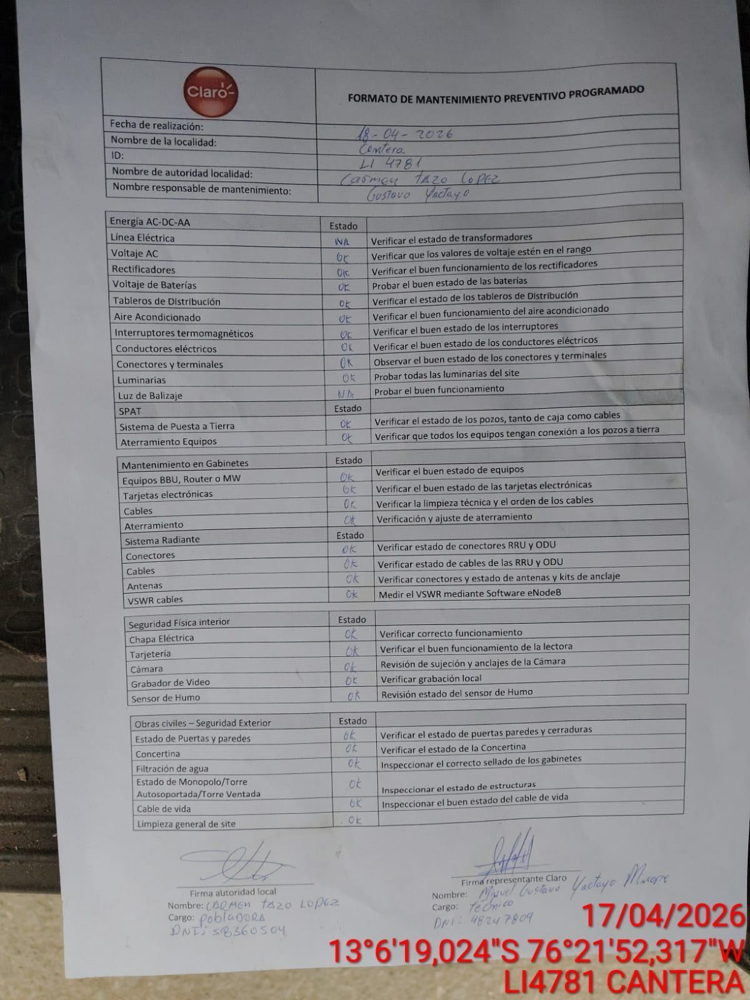 Claro
FORMATO DE MANTENIMIENTO PREVENTIVO PROGRAMADO
Fecha de realización: 18-04-2026
Nombre de la localidad: Cantera
ID: LI 4781
Nombre de autoridad localidad: Carmen TAZO LOPEZ
Nombre responsable de mantenimiento: Gustavo Yactayo
Energía AC-DC-AA Estado
Línea Eléctrica NA Verificar el estado de transformadores
Voltaje AC OK Verificar que los valores de voltaje estén en el rango
Rectificadores OK Verificar el buen funcionamiento de los rectificadores
Voltaje de Baterías OK Probar el buen estado de las baterías
Tableros de Distribución OK Verificar el estado de los tableros de Distribución
Aire Acondicionado OK Verificar el buen funcionamiento del aire acondicionado
Interruptores termomagnéticos OK Verificar el buen estado de los interruptores
Conductores eléctricos OK Verificar el buen estado de los conductores eléctricos
Conectores y terminales OK Observar el buen estado de los conectores y terminales
Luminarias OK Probar todas las luminarias del site
Luz de Balizaje NA Probar el buen funcionamiento
SPAT Estado
Sistema de Puesta a Tierra OK Verificar el estado de los pozos, tanto de caja como cables
Aterramiento Equipos OK Verificar que todos los equipos tengan conexión a los pozos a tierra
Mantenimiento en Gabinetes Estado
Equipos BBU, Router o MW OK Verificar el buen estado de equipos
Tarjetas electrónicas OK Verificar el buen estado de las tarjetas electrónicas
Cables OK Verificar la limpieza técnica y el orden de los cables
Aterramiento OK Verificación y ajuste de aterramiento
Sistema Radiante Estado
Conectores OK Verificar estado de conectores RRU y ODU
Cables OK Verificar estado de cables de las RRU y ODU
Antenas OK Verificar conectores y estado de antenas y kits de anclaje
VSWR cables OK Medir el VSWR mediante Software eNodeB
Seguridad Física interior Estado
Chapa Eléctrica OK Verificar correcto funcionamiento
Tarjetería OK Verificar el buen funcionamiento de la lectora
Cámara OK Revisión de sujeción y anclajes de la Cámara
Grabador de Video OK Verificar grabación local
Sensor de Humo OK Revisión estado del sensor de Humo
Obras civiles – Seguridad Exterior Estado
Estado de Puertas y paredes OK Verificar el estado de puertas paredes y cerraduras
Concertina OK Verificar el estado de la Concertina
Filtración de agua OK Inspeccionar el correcto sellado de los gabinetes
Estado de Monopolo/Torre
Autosoportada/Torre Ventada OK Inspeccionar el estado de estructuras
Cable de vida OK Inspeccionar el buen estado del cable de vida
Limpieza general de site OK
Firma autoridad local
Nombre: CARMEN TAZO LOPEZ
Cargo: POBLADORA
DNI: 58360504
Firma representante Claro
Nombre: Miguel Gustavo Yactayo
Cargo: técnico
DNI: 48247809
17/04/2026
13°6'19,024"S 76°21'52,317"W
LI4781 CANTERA